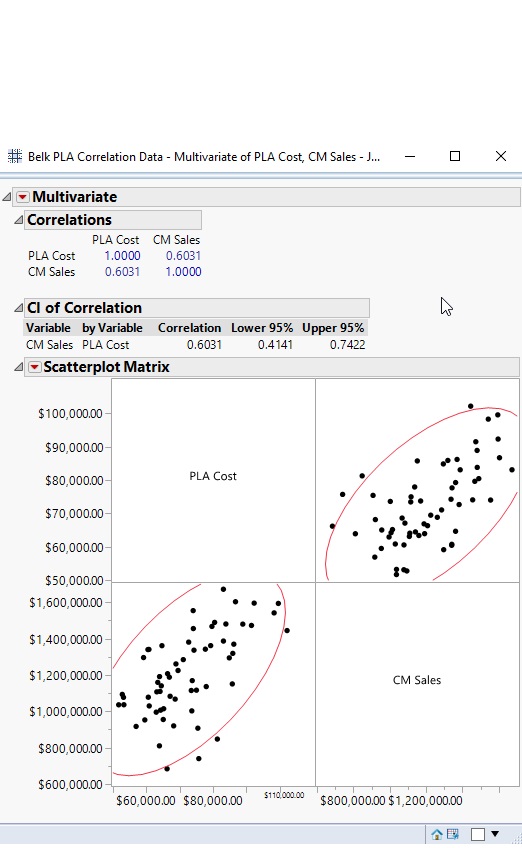 Belk PLA Correlation Data - Multivariate of PLA Cost, CM Sales - J...
Multivariate
Correlations
PLA Cost CM Sales
PLA Cost 1.0000 0.6031
CM Sales 0.6031 1.0000
CI of Correlation
Variable by Variable Correlation Lower 95% Upper 95%
CM Sales PLA Cost 0.6031 0.4141 0.7422
Scatterplot Matrix
$100,000.00
$90,000.00
$80,000.00
$70,000.00
$60,000.00
$50,000.00
PLA Cost
$1,600,000.00
$1,400,000.00
$1,200,000.00
$1,000,000.00
$800,000.00
$600,000.00
CM Sales
$60,000.00 $80,000.00 $110,000.00 $800,000.00 $1,200,000.00